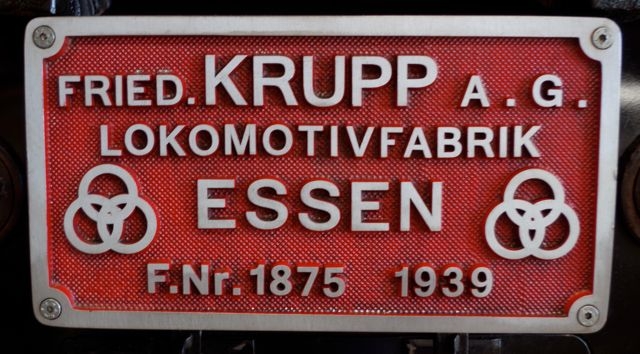 FRIED. KRUPP A.G.
LOKOMOTIVFABRIK
ESSEN
F.Nr. 1875 1939